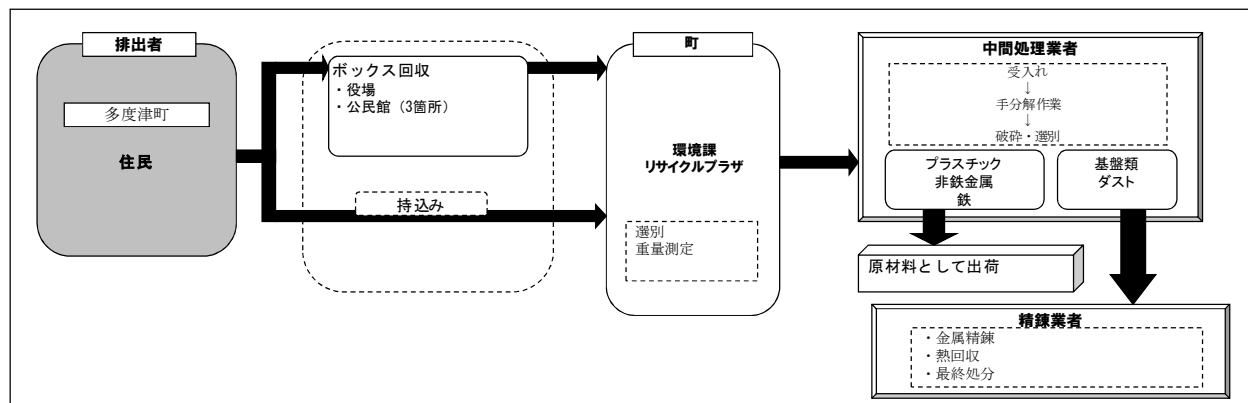 排出者
多度津町
住民
ボックス回収
・役場
・公民館（3箇所）
持込み
町
環境課
リサイクルプラザ
選別
重量測定
中間処理業者
受入れ
↓
手分解作業
↓
破砕・選別
プラスチック
非鉄金属
鉄
基盤類
ダスト
原材料として出荷
精錬業者
・金属精錬
・熱回収
・最終処分